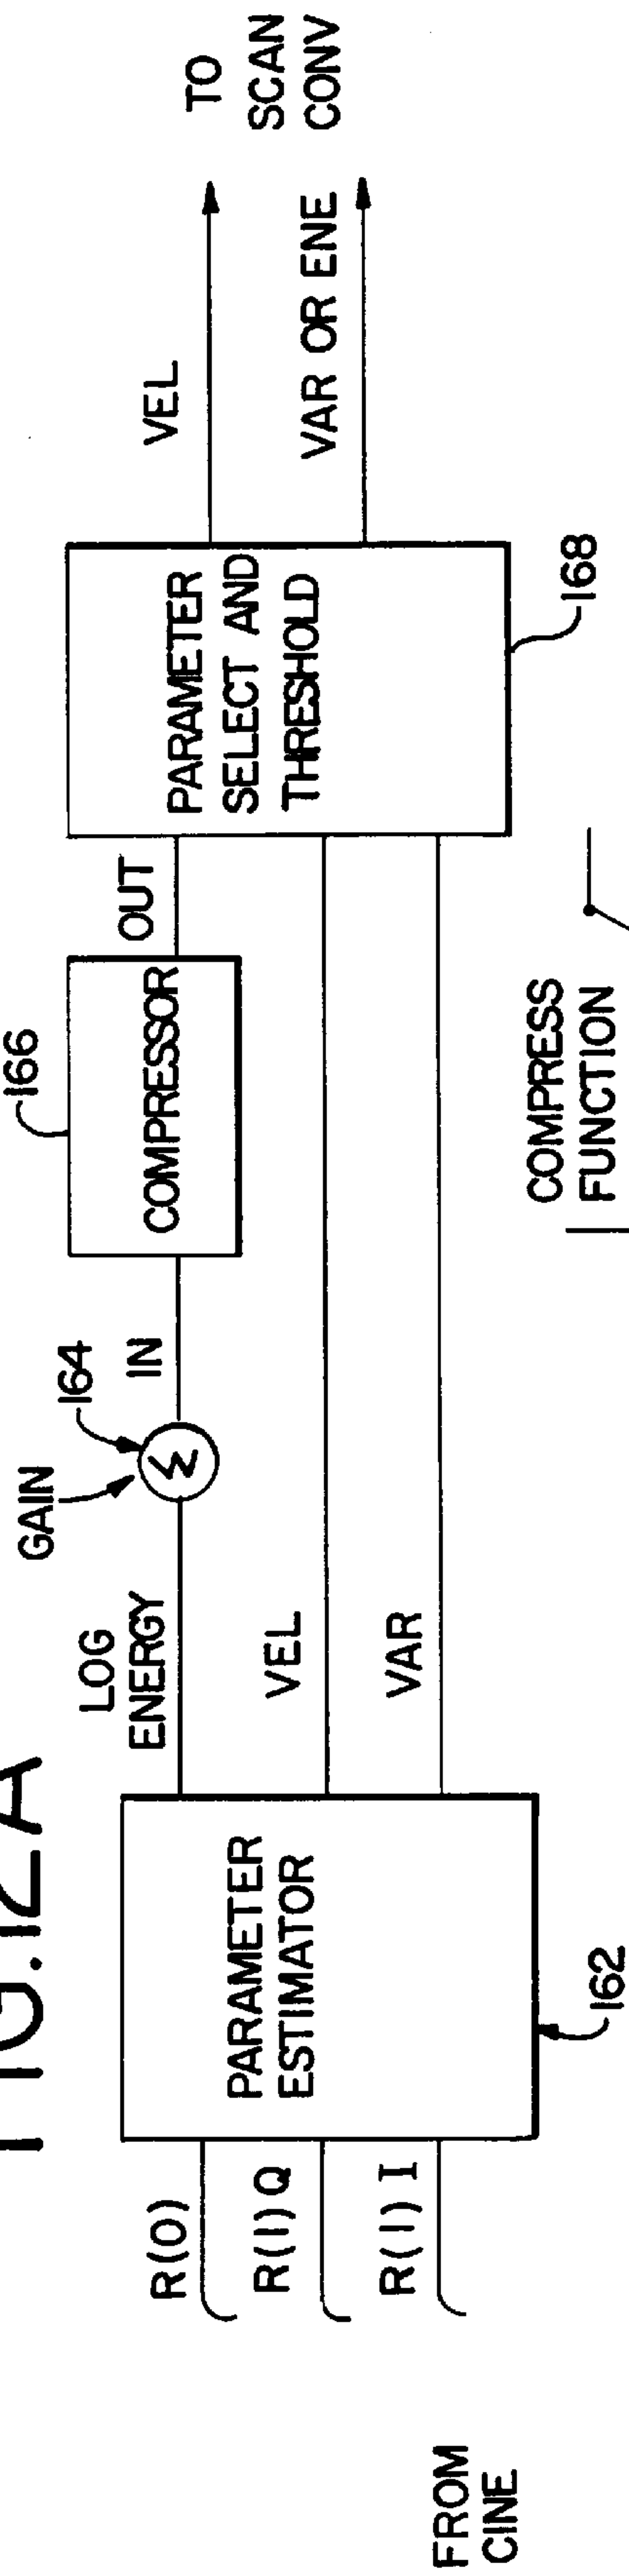 FIG.12A
FROM
CINE
R(0)
R(1) Q
R(1) I
PARAMETER
ESTIMATOR
162
LOG
ENERGY
VEL
VAR
GAIN
164
Σ
IN
166
COMPRESSOR
OUT
PARAMETER
SELECT AND
THRESHOLD
168
VEL
VAR OR ENE
TO
SCAN
CONV
COMPRESS
FUNCTION